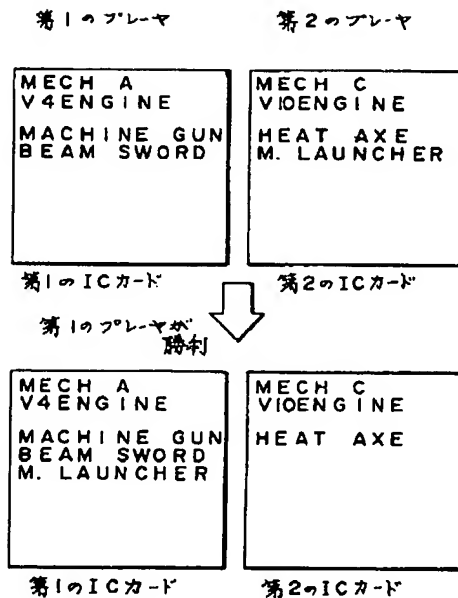 第1のプレーヤ
第2のプレーヤ
MECH A
V4ENGINE
MACHINE GUN
BEAM SWORD
第1のICカード
MECH C
V10ENGINE
HEAT AXE
M. LAUNCHER
第2のICカード
第1のプレーヤが
勝利
MECH A
V4ENGINE
MACHINE GUN
BEAM SWORD
M. LAUNCHER
第1のICカード
MECH C
V10ENGINE
HEAT AXE
第2のICカード